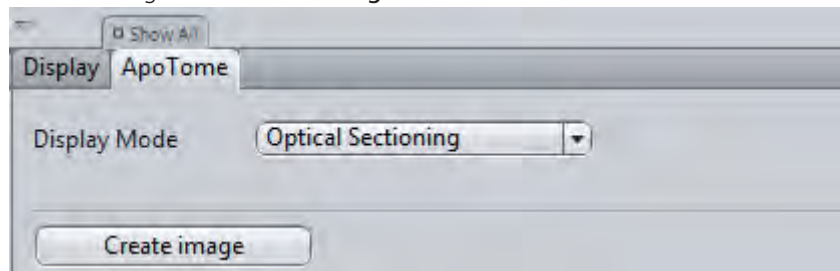 Show All
Display ApoTome
Display Mode Optical Sectioning
Create image